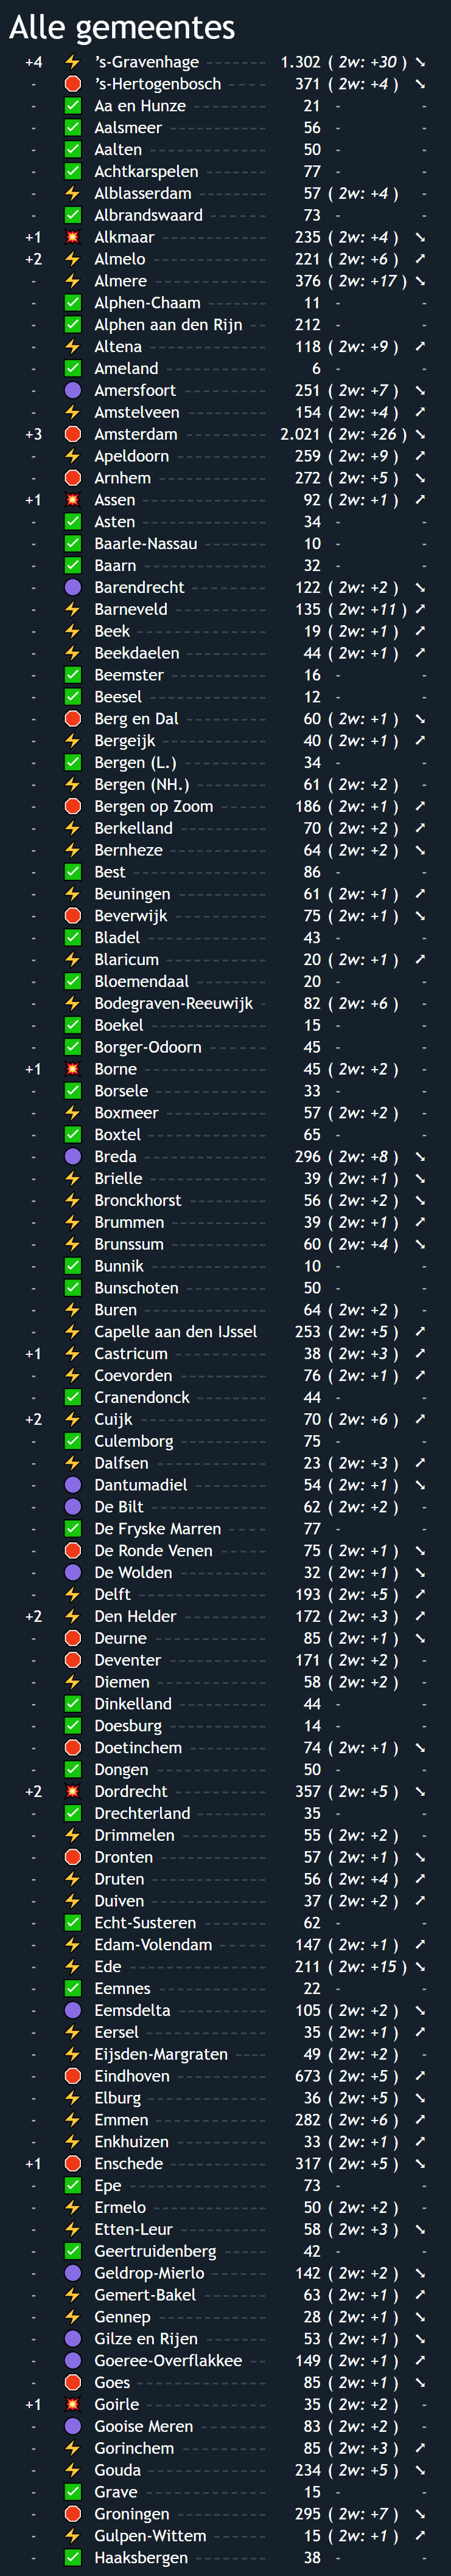 Alle gemeentes
+4 ⚡ ’s-Gravenhage 1.302 ( 2w: +30 ) ➘
- 🛑 ’s-Hertogenbosch 371 ( 2w: +4 ) ➘
- ✅ Aa en Hunze 21 - -
- ✅ Aalsmeer 56 - -
- ✅ Aalten 50 - -
- ✅ Achtkarspelen 77 - -
- ⚡ Alblasserdam 57 ( 2w: +4 ) -
- ✅ Albrandswaard 73 - -
+1 💥 Alkmaar 235 ( 2w: +4 ) ➘
+2 ⚡ Almelo 221 ( 2w: +6 ) ➚
- ⚡ Almere 376 ( 2w: +17 ) ➘
- ✅ Alphen-Chaam 11 - -
- ✅ Alphen aan den Rijn 212 - -
- ⚡ Altena 118 ( 2w: +9 ) ➚
- ✅ Ameland 6 - -
- 🟣 Amersfoort 251 ( 2w: +7 ) ➘
- ⚡ Amstelveen 154 ( 2w: +4 ) ➚
+3 🛑 Amsterdam 2.021 ( 2w: +26 ) ➘
- ⚡ Apeldoorn 259 ( 2w: +9 ) ➚
- 🛑 Arnhem 272 ( 2w: +5 ) ➘
+1 💥 Assen 92 ( 2w: +1 ) ➚
- ✅ Asten 34 - -
- ✅ Baarle-Nassau 10 - -
- ✅ Baarn 32 - -
- 🟣 Barendrecht 122 ( 2w: +2 ) ➘
- ⚡ Barneveld 135 ( 2w: +11 ) ➚
- ⚡ Beek 19 ( 2w: +1 ) ➚
- ⚡ Beekdaelen 44 ( 2w: +1 ) ➚
- ✅ Beemster 16 - -
- ✅ Beesel 12 - -
- 🛑 Berg en Dal 60 ( 2w: +1 ) ➘
- ⚡ Bergeijk 40 ( 2w: +1 ) ➚
- ✅ Bergen (L.) 34 - -
- ⚡ Bergen (NH.) 61 ( 2w: +2 ) -
- 🛑 Bergen op Zoom 186 ( 2w: +1 ) ➚
- ⚡ Berkelland 70 ( 2w: +2 ) ➚
- ⚡ Bernheze 64 ( 2w: +2 ) ➘
- ✅ Best 86 - -
- ⚡ Beuningen 61 ( 2w: +1 ) ➚
- 🛑 Beverwijk 75 ( 2w: +1 ) ➘
- ✅ Bladel 43 - -
- ⚡ Blaricum 20 ( 2w: +1 ) ➚
- ✅ Bloemendaal 20 - -
- ⚡ Bodegraven-Reeuwijk 82 ( 2w: +6 ) -
- ✅ Boekel 15 - -
- ✅ Borger-Odoorn 45 - -
+1 💥 Borne 45 ( 2w: +2 ) -
- ✅ Borsele 33 - -
- ⚡ Boxmeer 57 ( 2w: +2 ) -
- ✅ Boxtel 65 - -
- 🟣 Breda 296 ( 2w: +8 ) ➘
- ⚡ Brielle 39 ( 2w: +1 ) ➘
- ⚡ Bronckhorst 56 ( 2w: +2 ) ➘
- ⚡ Brummen 39 ( 2w: +1 ) ➚
- ⚡ Brunssum 60 ( 2w: +4 ) ➘
- ✅ Bunnik 10 - -
- ✅ Bunschoten 50 - -
- ⚡ Buren 64 ( 2w: +2 ) -
- ⚡ Capelle aan den IJssel 253 ( 2w: +5 ) ➚
+1 ⚡ Castricum 38 ( 2w: +3 ) ➚
- ⚡ Coevorden 76 ( 2w: +1 ) ➚
- ✅ Cranendonck 44 - -
+2 ⚡ Cuijk 70 ( 2w: +6 ) ➚
- ✅ Culemborg 75 - -
- ⚡ Dalfsen 23 ( 2w: +3 ) ➚
- 🟣 Dantumadiel 54 ( 2w: +1 ) ➘
- 🟣 De Bilt 62 ( 2w: +2 ) -
- ✅ De Fryske Marren 77 - -
- 🛑 De Ronde Venen 75 ( 2w: +1 ) ➘
- 🟣 De Wolden 32 ( 2w: +1 ) ➘
- ⚡ Delft 193 ( 2w: +5 ) ➚
+2 ⚡ Den Helder 172 ( 2w: +3 ) ➚
- 🛑 Deurne 85 ( 2w: +1 ) ➘
- 🛑 Deventer 171 ( 2w: +2 ) -
- ⚡ Diemen 58 ( 2w: +2 ) -
- ✅ Dinkelland 44 - -
- ✅ Doesburg 14 - -
- 🛑 Doetinchem 74 ( 2w: +1 ) ➘
- ✅ Dongen 50 - -
+2 💥 Dordrecht 357 ( 2w: +5 ) ➘
- ✅ Drechterland 35 - -
- ⚡ Drimmelen 55 ( 2w: +2 ) -
- 🛑 Dronten 57 ( 2w: +1 ) ➘
- ⚡ Druten 56 ( 2w: +4 ) ➚
- ⚡ Duiven 37 ( 2w: +2 ) ➚
- ✅ Echt-Susteren 62 - -
- ⚡ Edam-Volendam 147 ( 2w: +1 ) ➚
- ⚡ Ede 211 ( 2w: +15 ) ➘
- ✅ Eemnes 22 - -
- 🟣 Eemsdelta 105 ( 2w: +2 ) ➘
- ⚡ Eersel 35 ( 2w: +1 ) ➚
- ⚡ Eijsden-Margraten 49 ( 2w: +2 ) -
- 🛑 Eindhoven 673 ( 2w: +5 ) ➚
- ⚡ Elburg 36 ( 2w: +5 ) ➘
- ⚡ Emmen 282 ( 2w: +6 ) ➚
- ⚡ Enkhuizen 33 ( 2w: +1 ) ➚
+1 🛑 Enschede 317 ( 2w: +5 ) ➘
- ✅ Epe 73 - -
- ⚡ Ermelo 50 ( 2w: +2 ) -
- ⚡ Etten-Leur 58 ( 2w: +3 ) ➘
- ✅ Geertruidenberg 42 - -
- 🟣 Geldrop-Mierlo 142 ( 2w: +2 ) ➘
- ⚡ Gemert-Bakel 63 ( 2w: +1 ) ➚
- ⚡ Gennep 28 ( 2w: +1 ) ➘
- 🟣 Gilze en Rijen 53 ( 2w: +1 ) ➘
- 🟣 Goeree-Overflakkee 149 ( 2w: +1 ) ➚
- 🛑 Goes 85 ( 2w: +1 ) ➘
+1 💥 Goirle 35 ( 2w: +2 ) -
- 🟣 Gooise Meren 83 ( 2w: +2 ) -
- ⚡ Gorinchem 85 ( 2w: +3 ) ➚
- ⚡ Gouda 234 ( 2w: +5 ) ➘
- ✅ Grave 15 - -
- 🛑 Groningen 295 ( 2w: +7 ) ➘
- ⚡ Gulpen-Wittem 15 ( 2w: +1 ) ➚
- ✅ Haaksbergen 38 - -